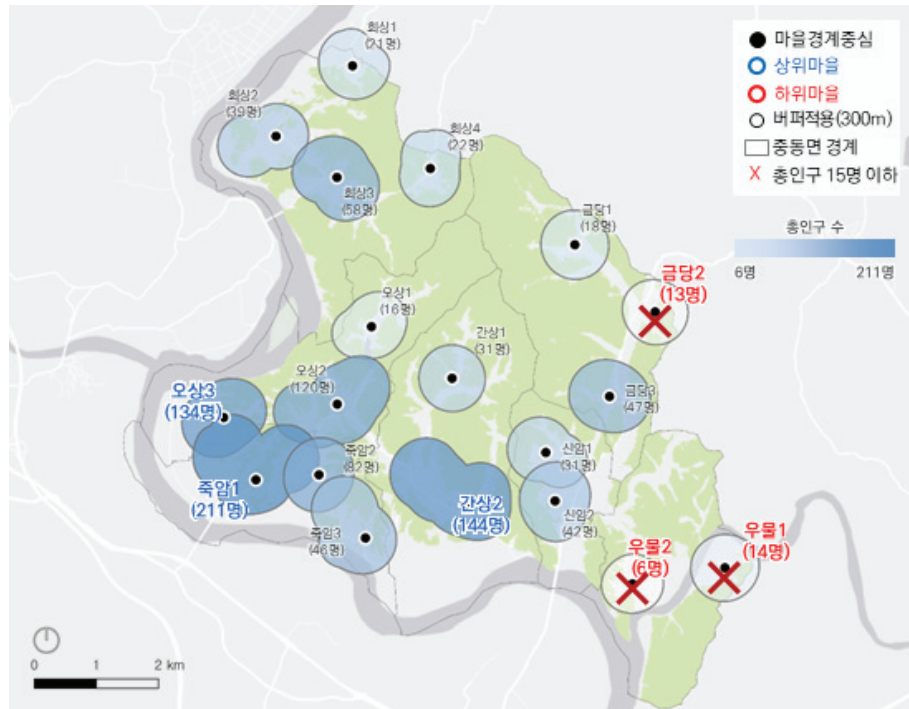 회상1
(21명)
회상2
(39명)
회상3
(58명)
회상4
(22명)
금당1
(18명)
금당2
(13명)
오상1
(16명)
간상1
(31명)
오상2
(120명)
오상3
(134명)
금당3
(47명)
죽암1
(211명)
죽암2
(82명)
신암1
(31명)
간상2
(144명)
신암2
(42명)
죽암3
(46명)
우물2
(6명)
우물1
(14명)
마을경계중심
상위마을
하위마을
버퍼적용(300m)
중동면 경계
X 총인구 15명 이하
총인구 수
6명 211명
0 1 2 km